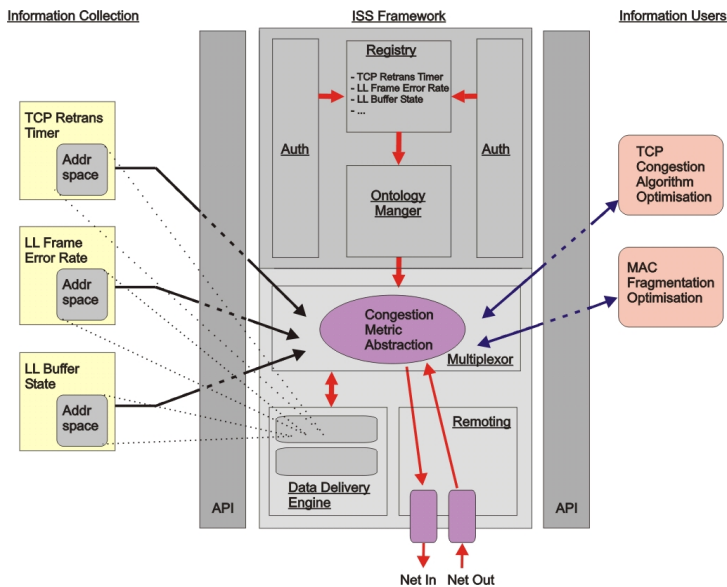 Information Collection
ISS Framework
Information Users
TCP Retrans
Timer
Addr
space
LL Frame
Error Rate
Addr
space
LL Buffer
State
Addr
space
API
Auth
Registry
- TCP Retrans Timer
- LL Frame Error Rate
- LL Buffer State
- ...
Auth
Ontology
Manger
Congestion
Metric
Abstraction
Multiplexor
Data Delivery
Engine
Remoting
Net In
Net Out
API
TCP
Congestion
Algorithm
Optimisation
MAC
Fragmentation
Optimisation